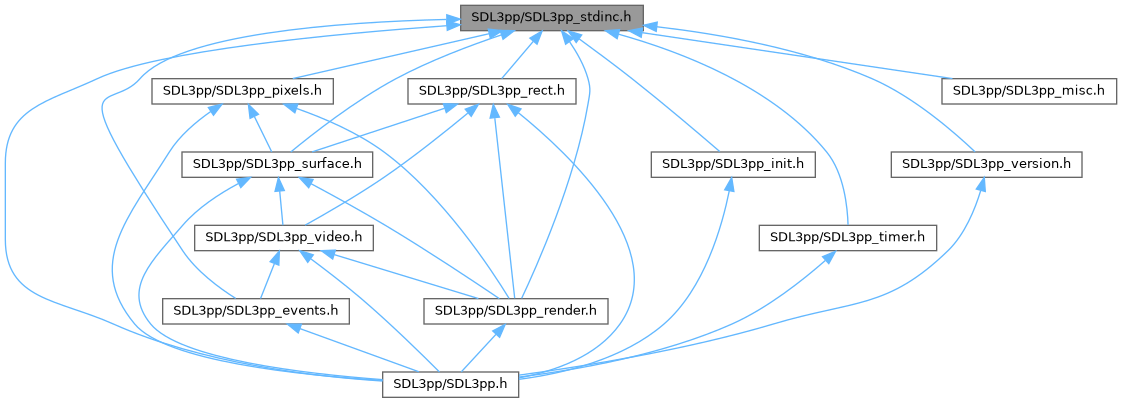 SDL3pp/SDL3pp_stdinc.h
SDL3pp/SDL3pp_pixels.h
SDL3pp/SDL3pp_rect.h
SDL3pp/SDL3pp_misc.h
SDL3pp/SDL3pp_surface.h
SDL3pp/SDL3pp_init.h
SDL3pp/SDL3pp_version.h
SDL3pp/SDL3pp_video.h
SDL3pp/SDL3pp_timer.h
SDL3pp/SDL3pp_events.h
SDL3pp/SDL3pp_render.h
SDL3pp/SDL3pp.h